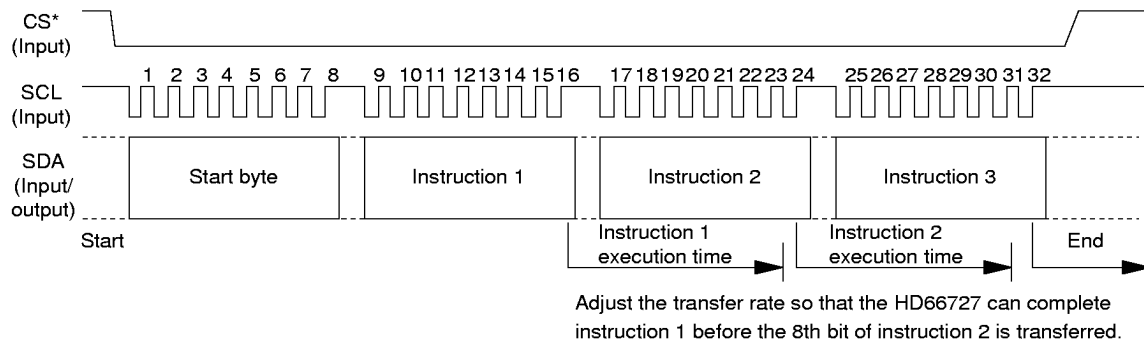 CS*
(Input)
1 2 3 4 5 6 7 8 9 10 11 12 13 14 15 16 17 18 19 20 21 22 23 24 25 26 27 28 29 30 31 32
SCL
(Input)
SDA
(Input/
output)
Start byte
Instruction 1
Instruction 2
Instruction 3
Start
Instruction 1
execution time
Instruction 2
execution time
End
Adjust the transfer rate so that the HD66727 can complete
instruction 1 before the 8th bit of instruction 2 is transferred.